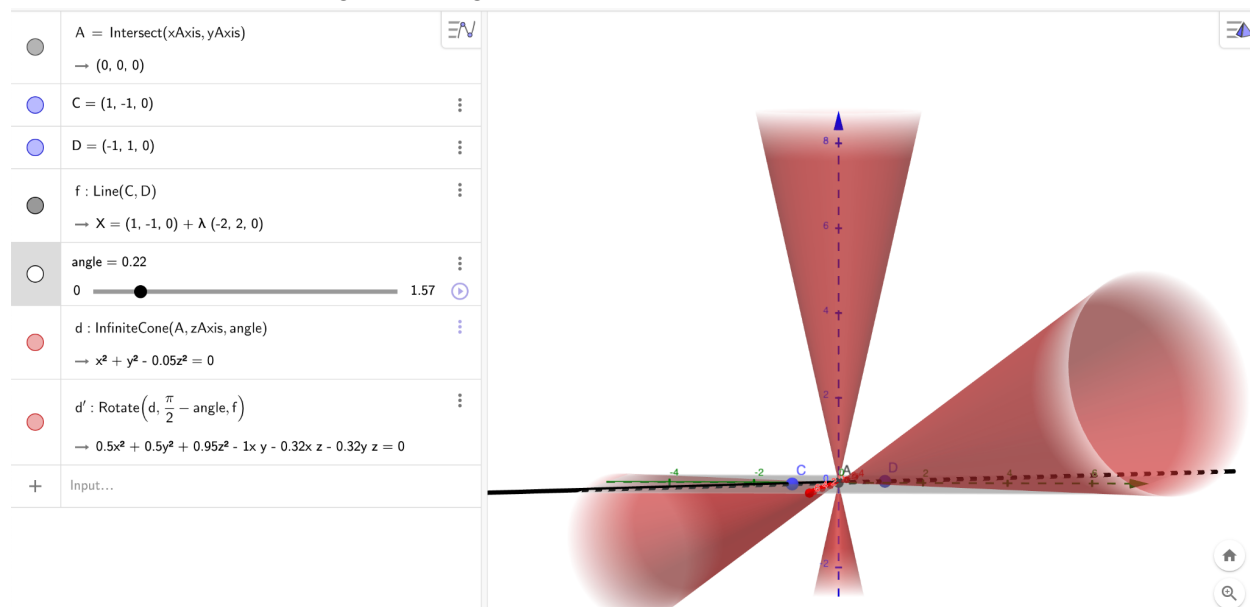 A = Intersect(xAxis, yAxis)
→ (0, 0, 0)
C = (1, -1, 0)
D = (-1, 1, 0)
f : Line(C, D)
→ X = (1, -1, 0) + λ (-2, 2, 0)
angle = 0.22
0 1.57
d : InfiniteCone(A, zAxis, angle)
→ x² + y² - 0.05z² = 0
d′ : Rotate(d, π/2 − angle, f)
→ 0.5x² + 0.5y² + 0.95z² - 1x y - 0.32x z - 0.32y z = 0
+ Input...
8
6
4
2
-4 -2 C 0 A D 2 4 6
-2